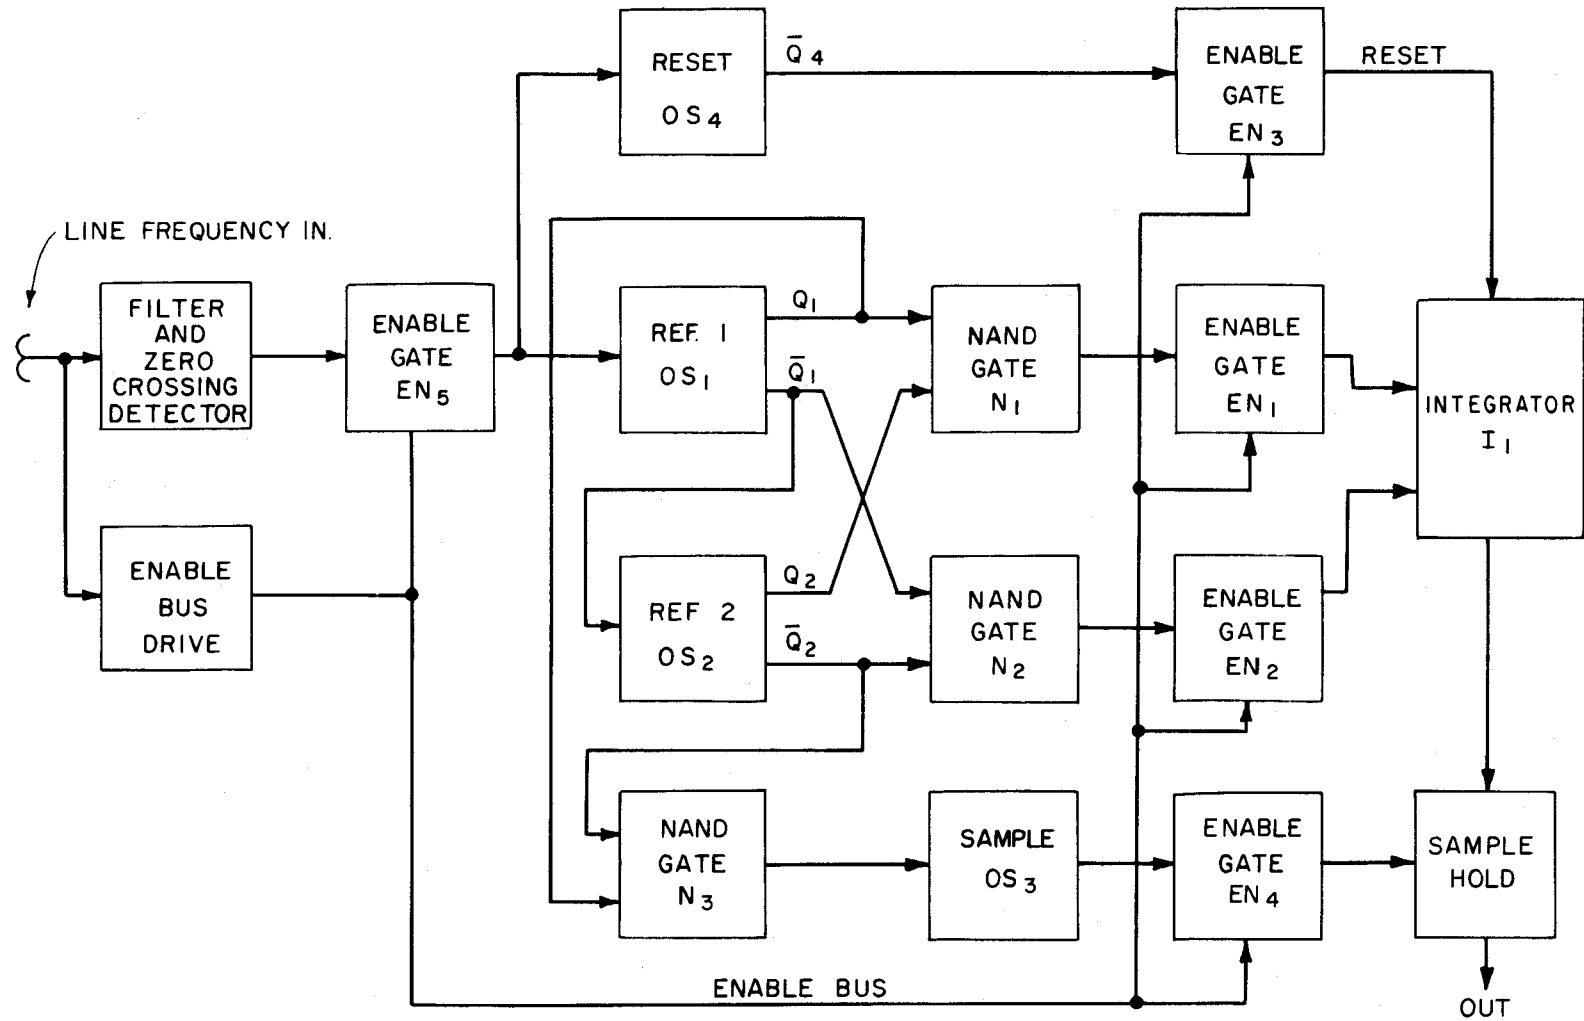 RESET
OS4
Q̄4
ENABLE
GATE
EN3
RESET
LINE FREQUENCY IN.
FILTER
AND
ZERO
CROSSING
DETECTOR
ENABLE
GATE
EN5
REF. 1
OS1
Q1
Q̄1
NAND
GATE
N1
ENABLE
GATE
EN1
INTEGRATOR
I1
ENABLE
BUS
DRIVE
REF 2
OS2
Q2
Q̄2
NAND
GATE
N2
ENABLE
GATE
EN2
NAND
GATE
N3
SAMPLE
OS3
ENABLE
GATE
EN4
SAMPLE
HOLD
ENABLE BUS
OUT